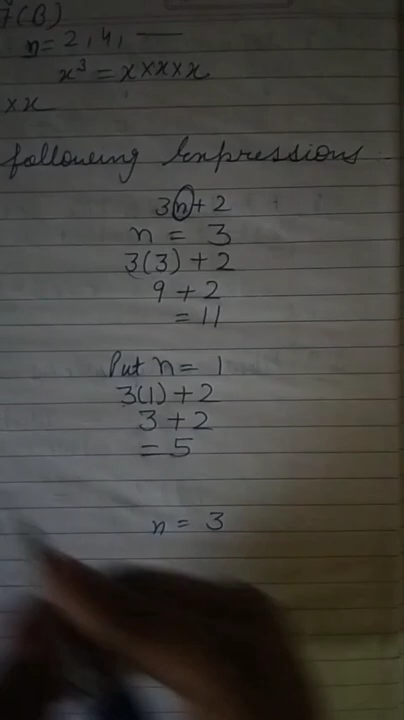 7(B)
n = 2, 4, —
x³ = x × x × x
× x
following Expressions
3n + 2
n = 3
3(3) + 2
9 + 2
= 11
Put n = 1
3(1) + 2
3 + 2
= 5
n = 3